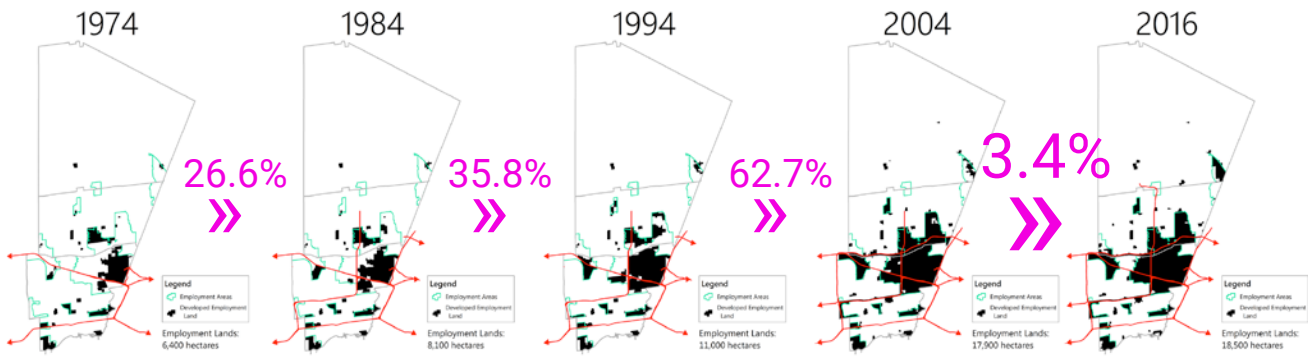 1974
1984
1994
2004
2016
26.6%
35.8%
62.7%
3.4%
Legend
Employment Areas
Developed Employment
Land
Employment Lands:
6,400 hectares
Legend
Employment Areas
Developed Employment
Land
Employment Lands:
8,100 hectares
Legend
Employment Areas
Developed Employment
Land
Employment Lands:
11,000 hectares
Legend
Employment Areas
Developed Employment
Land
Employment Lands:
17,900 hectares
Legend
Employment Areas
Developed Employment
Land
Employment Lands:
18,500 hectares